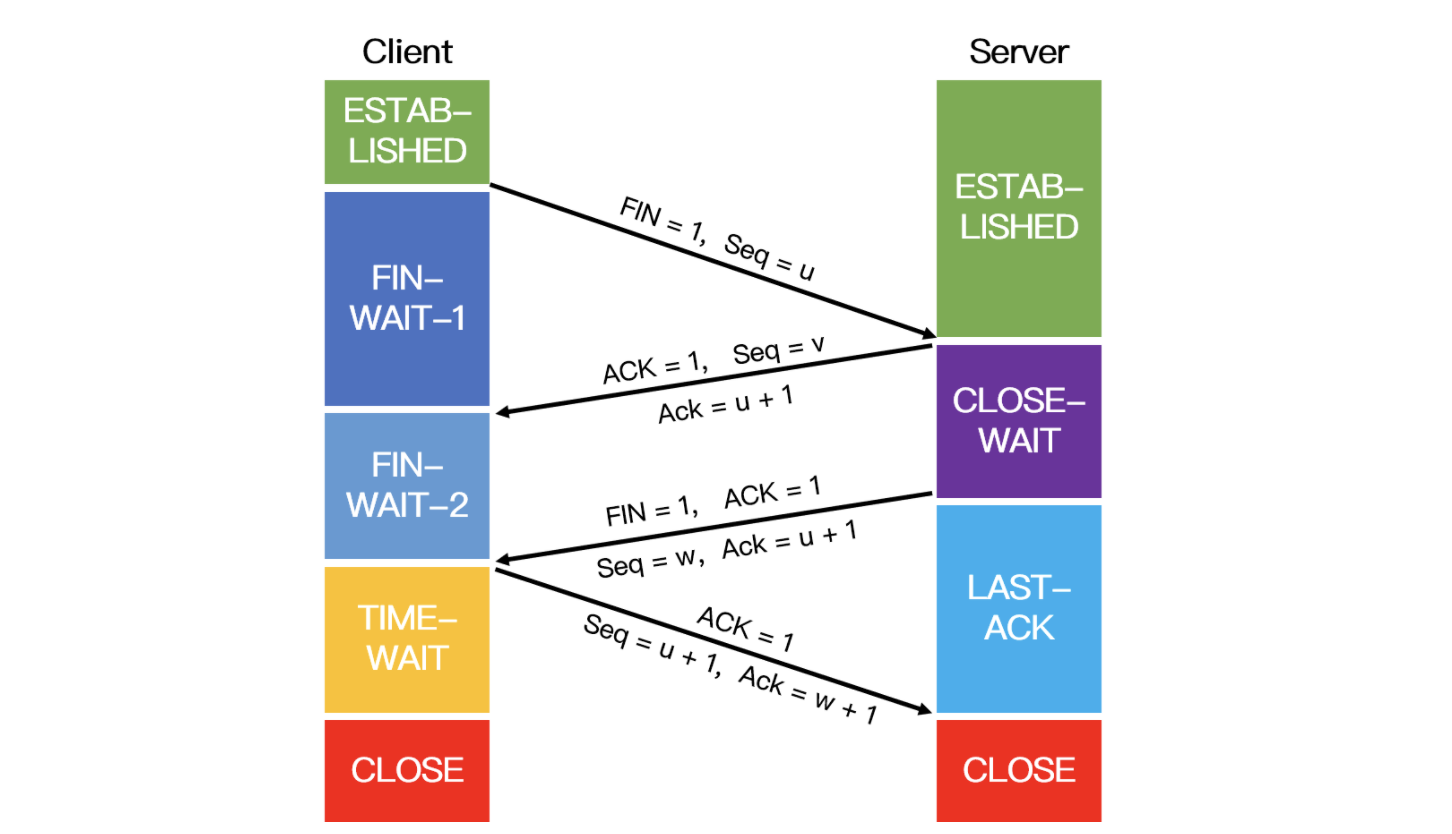 Client
Server
ESTAB-
LISHED
ESTAB-
LISHED
FIN = 1, Seq = u
FIN-
WAIT-1
ACK = 1, Seq = v
Ack = u + 1
CLOSE-
WAIT
FIN-
WAIT-2
FIN = 1, ACK = 1
Seq = w, Ack = u + 1
LAST-
ACK
TIME-
WAIT
ACK = 1
Seq = u + 1, Ack = w + 1
CLOSE
CLOSE